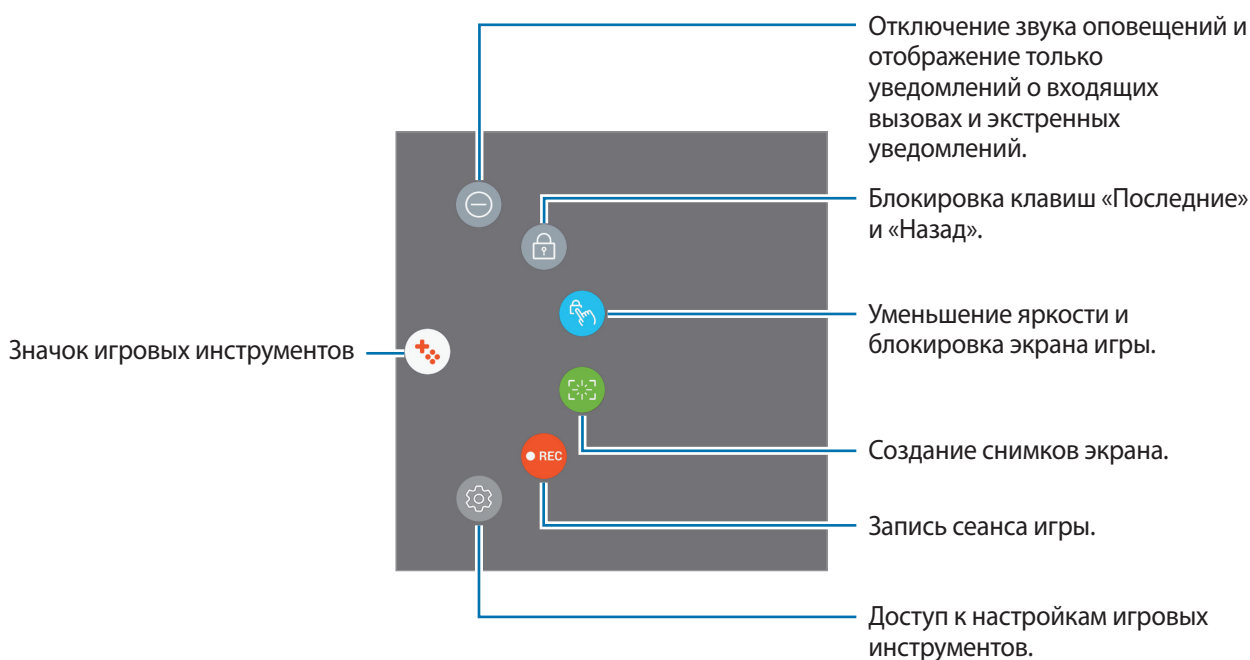 Отключение звука оповещений и
отображение только
уведомлений о входящих
вызовах и экстренных
уведомлений.
Блокировка клавиш «Последние»
и «Назад».
Уменьшение яркости и
блокировка экрана игры.
Значок игровых инструментов
Создание снимков экрана.
REC
Запись сеанса игры.
Доступ к настройкам игровых
инструментов.